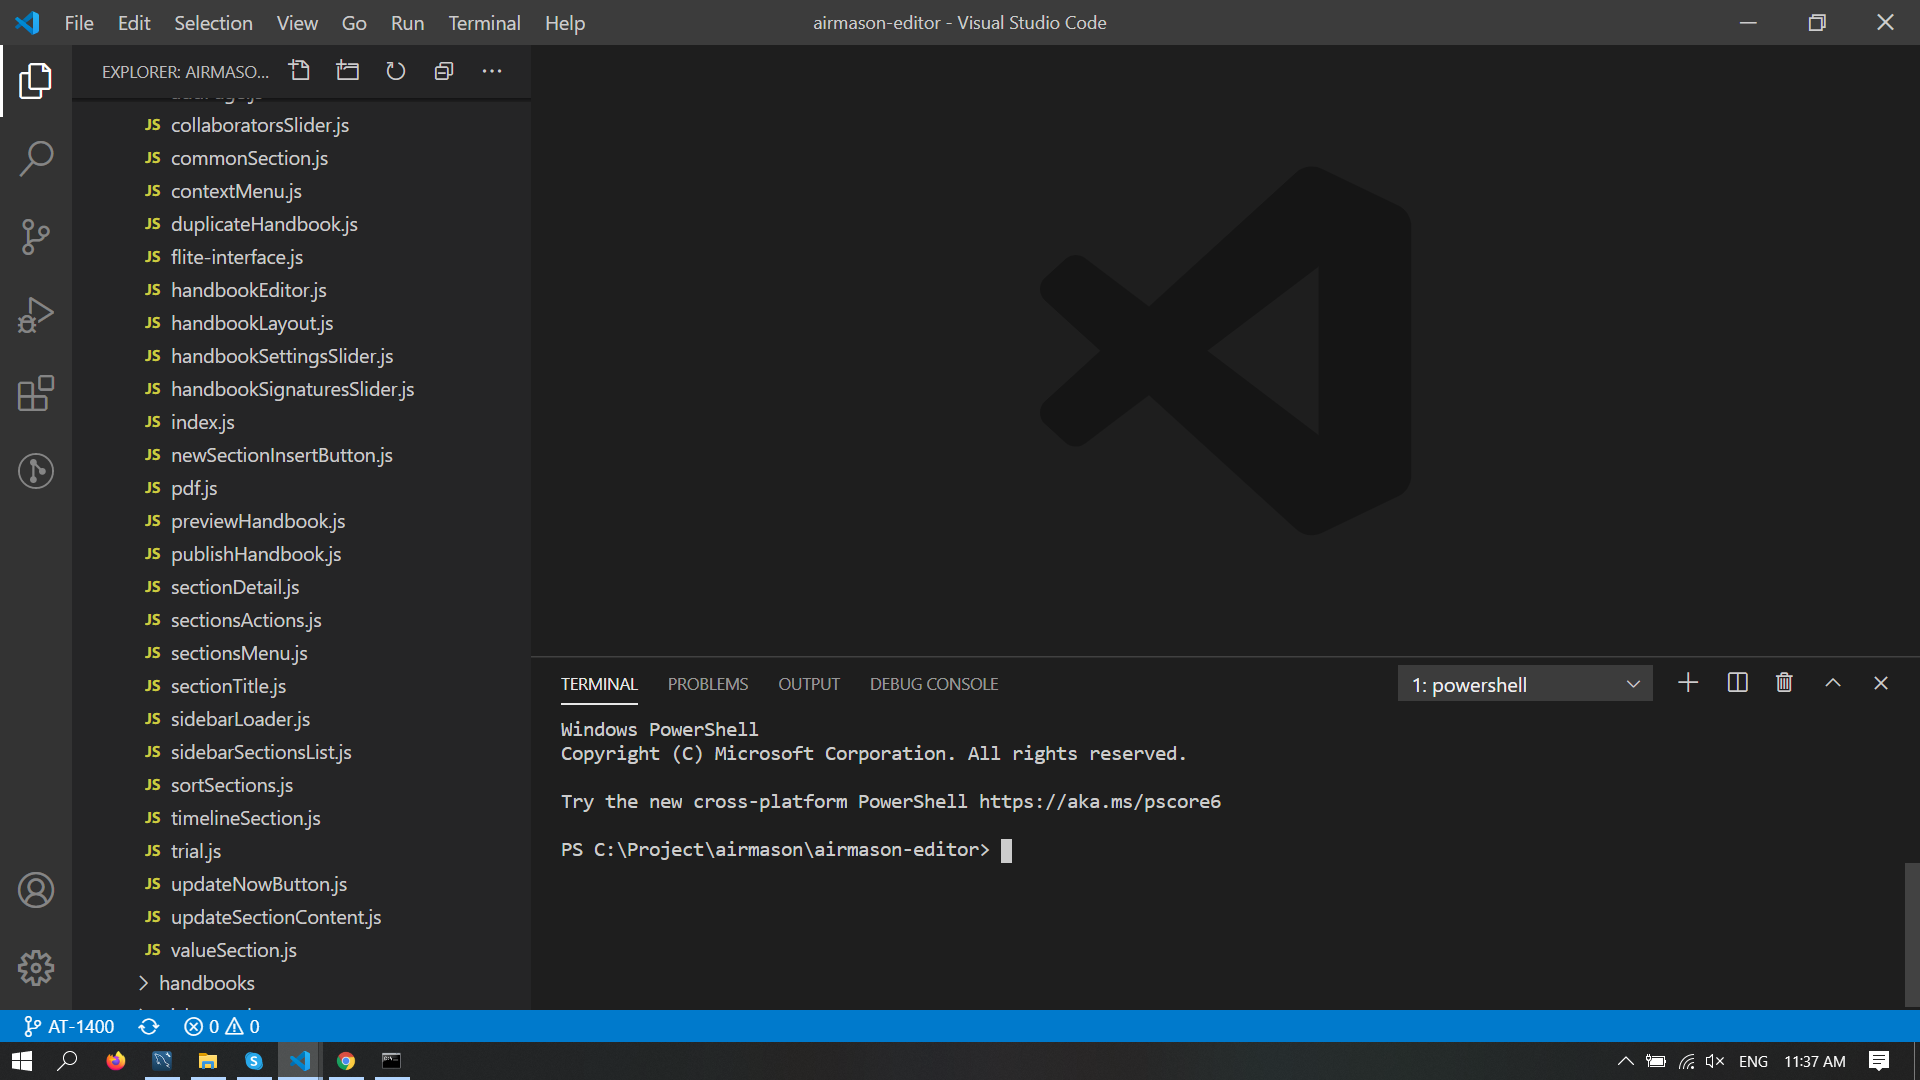 File Edit Selection View Go Run Terminal Help
airmason-editor - Visual Studio Code
EXPLORER: AIRMASO...
JS collaboratorsSlider.js
JS commonSection.js
JS contextMenu.js
JS duplicateHandbook.js
JS flite-interface.js
JS handbookEditor.js
JS handbookLayout.js
JS handbookSettingsSlider.js
JS handbookSignaturesSlider.js
JS index.js
JS newSectionInsertButton.js
JS pdf.js
JS previewHandbook.js
JS publishHandbook.js
JS sectionDetail.js
JS sectionsActions.js
JS sectionsMenu.js
JS sectionTitle.js
JS sidebarLoader.js
JS sidebarSectionsList.js
JS sortSections.js
JS timelineSection.js
JS trial.js
JS updateNowButton.js
JS updateSectionContent.js
JS valueSection.js
handbooks
TERMINAL PROBLEMS OUTPUT DEBUG CONSOLE
1: powershell
Windows PowerShell
Copyright (C) Microsoft Corporation. All rights reserved.
Try the new cross-platform PowerShell https://aka.ms/pscore6
PS C:\Project\airmason\airmason-editor>
AT-1400 0 0
ENG 11:37 AM